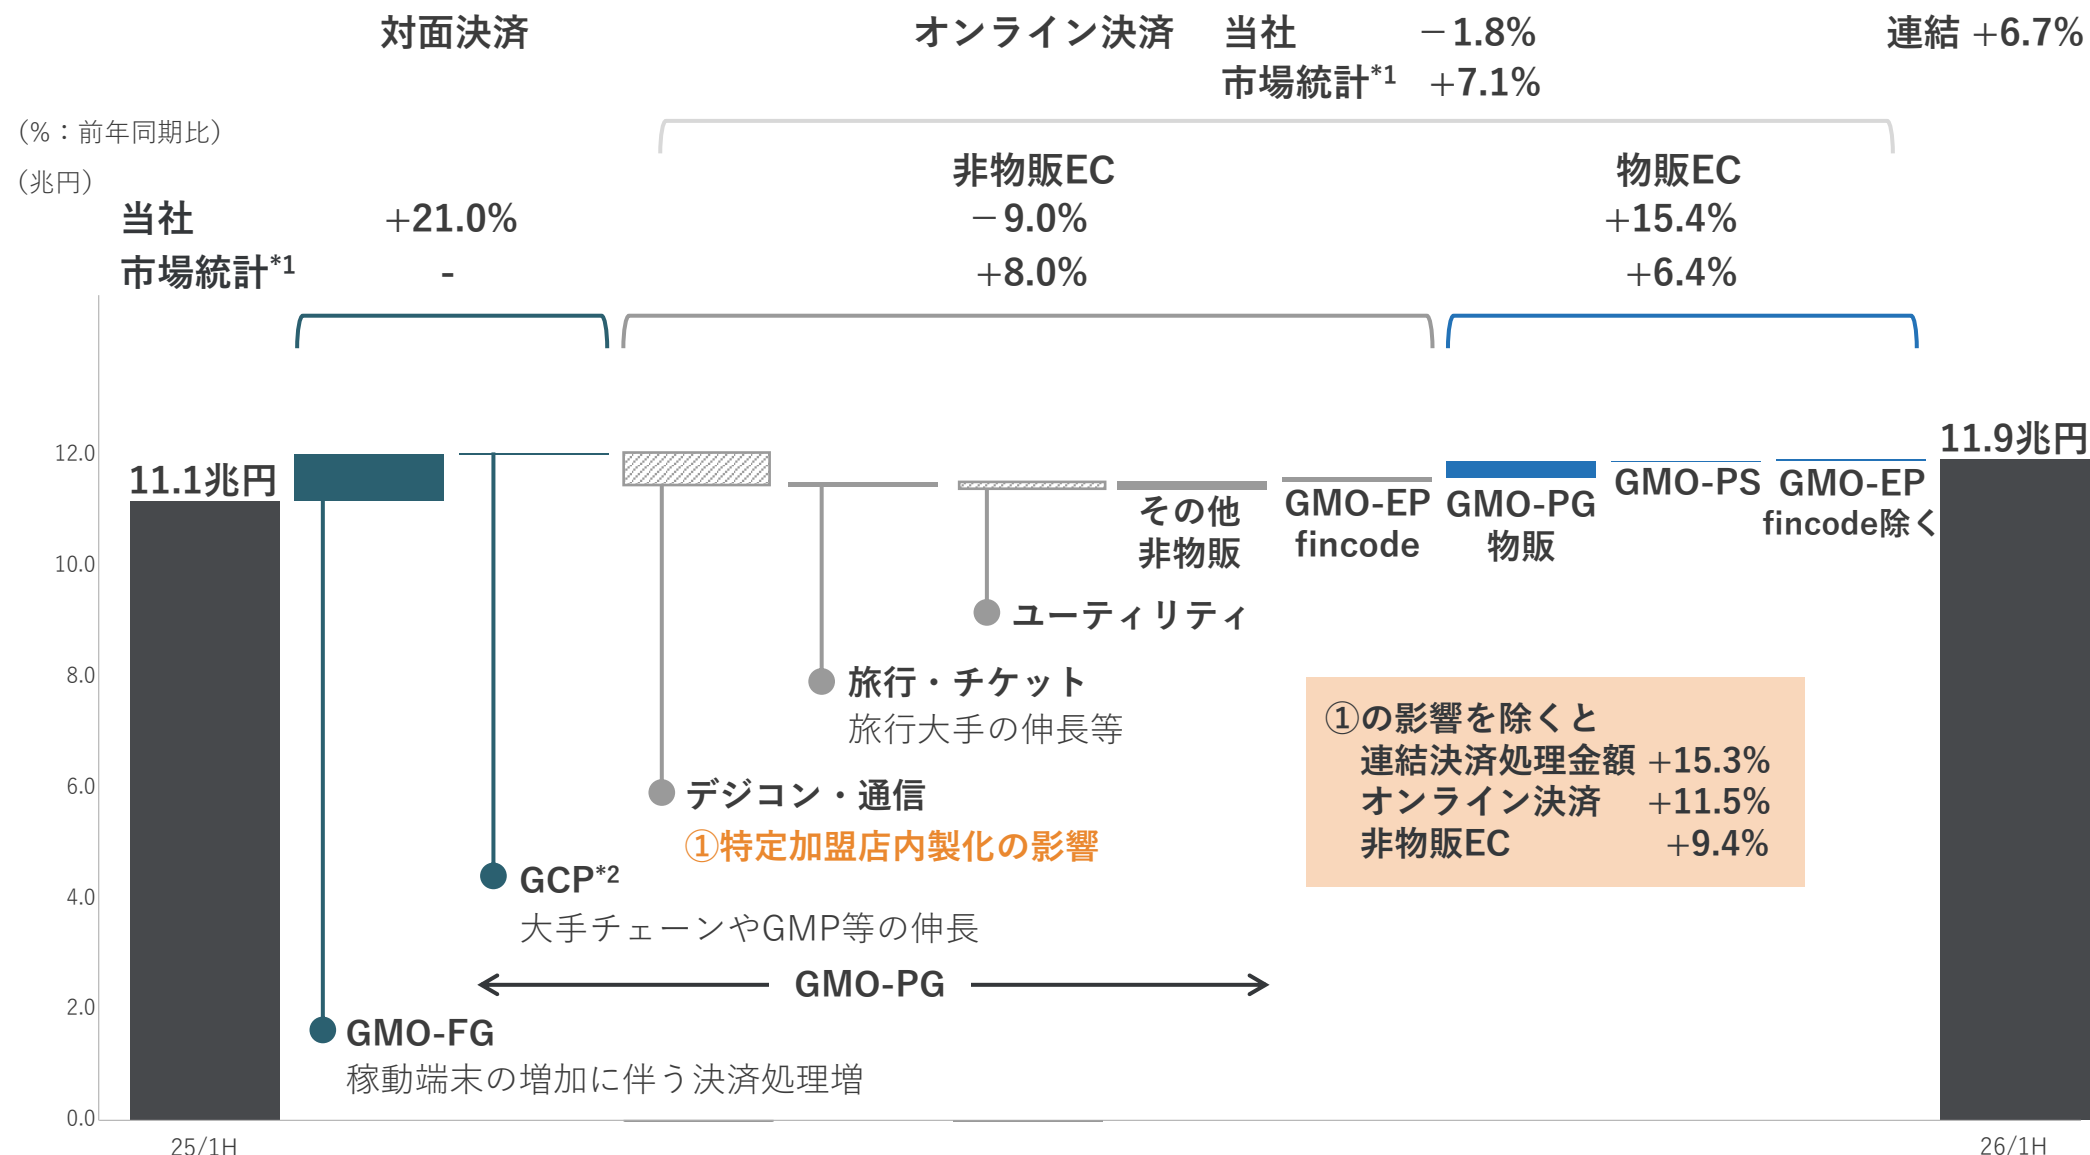 対面決済
オンライン決済 当社 －1.8%
市場統計*1 +7.1%
連結 +6.7%
(%：前年同期比)
(兆円)
非物販EC
物販EC
当社 +21.0% －9.0% +15.4%
市場統計*1 - +8.0% +6.4%
12.0
10.0
8.0
6.0
4.0
2.0
0.0
11.1兆円
11.9兆円
その他
非物販
GMO-EP
fincode
GMO-PG
物販
GMO-PS
GMO-EP
fincode除く
ユーティリティ
旅行・チケット
旅行大手の伸長等
デジコン・通信
①特定加盟店内製化の影響
GCP*2
大手チェーンやGMP等の伸長
GMO-PG
GMO-FG
稼動端末の増加に伴う決済処理増
①の影響を除くと
連結決済処理金額 +15.3%
オンライン決済 +11.5%
非物販EC +9.4%
25/1H
26/1H